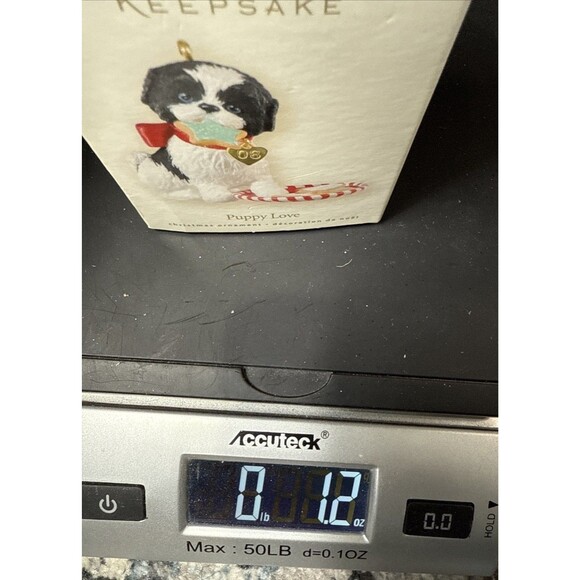 KEEPSAKE
08
Puppy Love
christmas ornament • décoration de noël
Accuteck®
0 lb 1.2 oz
0.0
HOLD
Max : 50LB d=0.1OZ